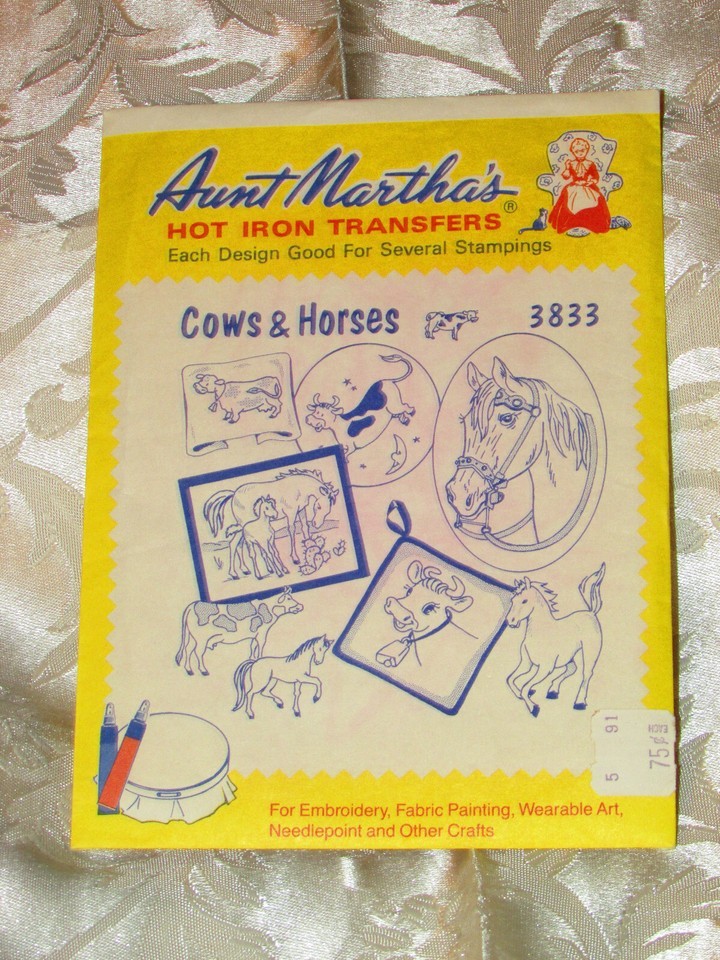 Aunt Martha's®
HOT IRON TRANSFERS
Each Design Good For Several Stampings
Cows & Horses
3833
5 91
75¢
For Embroidery, Fabric Painting, Wearable Art,
Needlepoint and Other Crafts